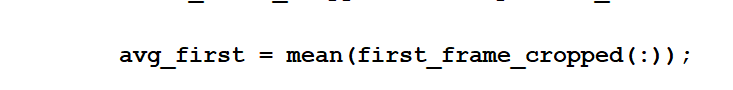 avg_first = mean(first_frame_cropped(:));